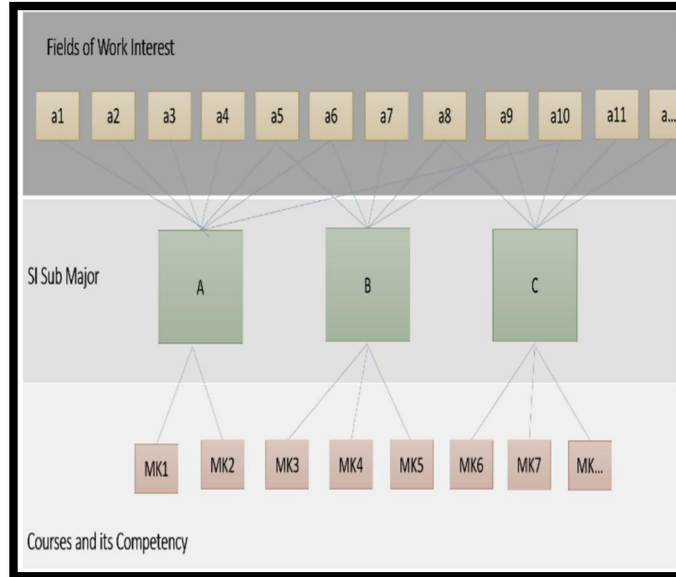 Fields of Work Interest
a1 a2 a3 a4 a5 a6 a7 a8 a9 a10 a11 a...
SI Sub Major
A B C
MK1 MK2 MK3 MK4 MK5 MK6 MK7 MK...
Courses and its Competency